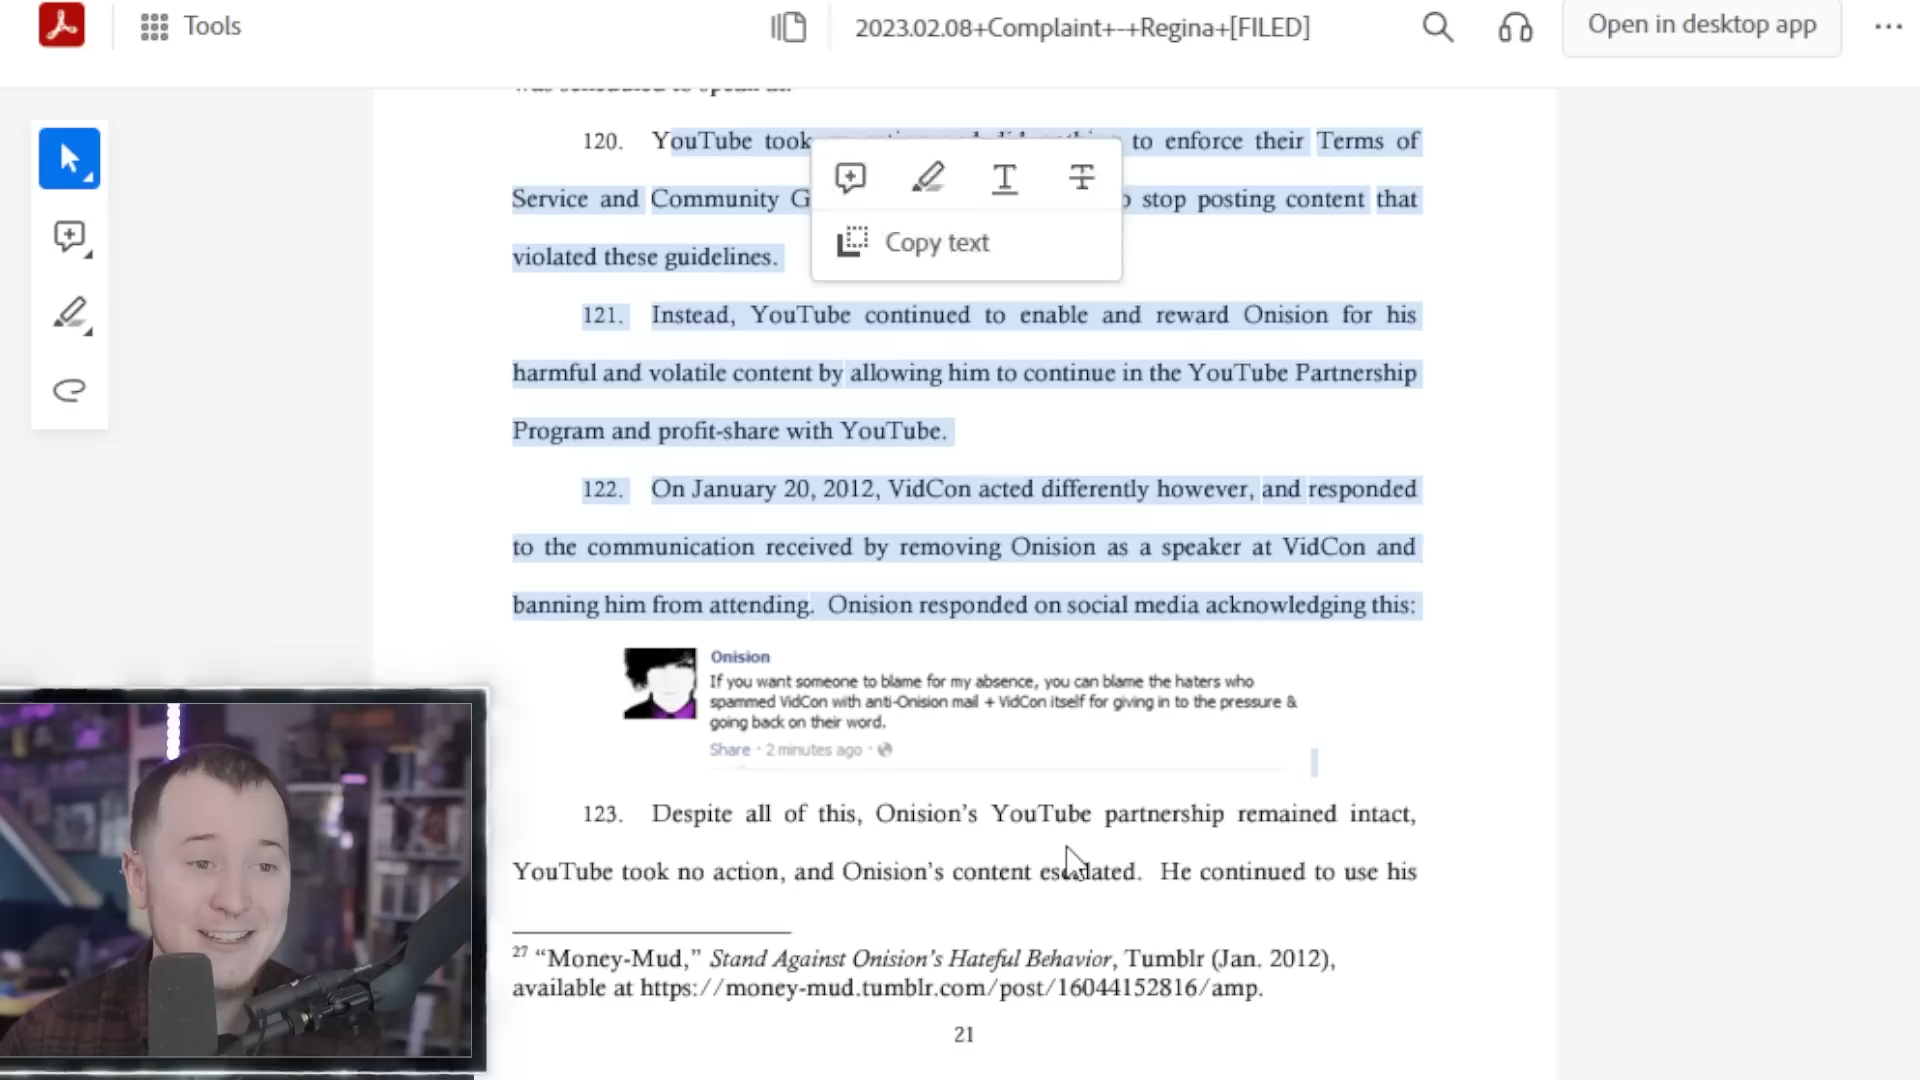 Tools
2023.02.08+Complaint+-+Regina+[FILED]
Open in desktop app
120. YouTube took to enforce their Terms of
Service and Community G stop posting content that
violated these guidelines.
Copy text
121. Instead, YouTube continued to enable and reward Onision for his
harmful and volatile content by allowing him to continue in the YouTube Partnership
Program and profit-share with YouTube.
122. On January 20, 2012, VidCon acted differently however, and responded
to the communication received by removing Onision as a speaker at VidCon and
banning him from attending. Onision responded on social media acknowledging this:
Onision
If you want someone to blame for my absence, you can blame the haters who
spammed VidCon with anti-Onision mail + VidCon itself for giving in to the pressure &
going back on their word.
Share · 2 minutes ago ·
123. Despite all of this, Onision's YouTube partnership remained intact,
YouTube took no action, and Onision's content escalated. He continued to use his
27 “Money-Mud,” Stand Against Onision's Hateful Behavior, Tumblr (Jan. 2012),
available at https://money-mud.tumblr.com/post/16044152816/amp.
21